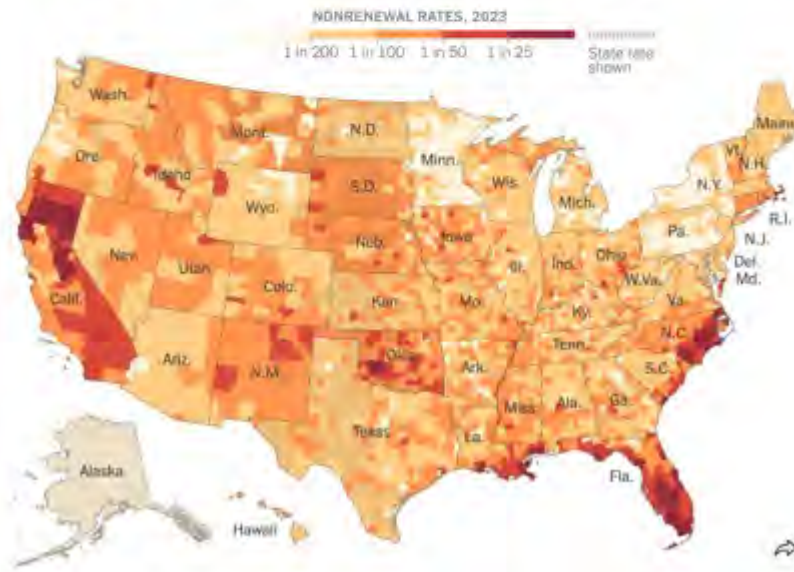 NONRENEWAL RATES, 2023
1 in 200 1 in 100 1 in 50 1 in 25
State rate
shown
Wash.
Mont.
N.D.
Minn.
Maine
Ore.
Idaho
S.D.
Wis.
Mich.
Vt.
N.H.
N.Y.
Wyo.
R.I.
Neb.
Iowa
Pa.
N.J.
Nev.
Utah
Colo.
Ill.
Ind.
Ohio
Del.
Md.
Calif.
Kan.
Mo.
W.Va.
Va.
Ky.
Ariz.
N.M.
Okla.
Ark.
Tenn.
N.C.
S.C.
Texas
La.
Miss.
Ala.
Ga.
Alaska
Hawaii
Fla.